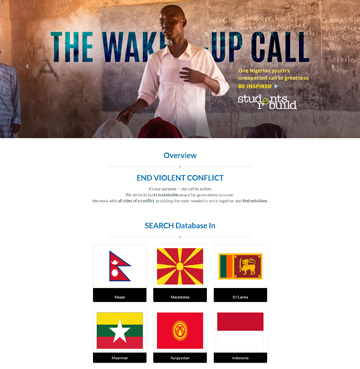 THE WAKE-UP CALL
One Nigerian youth's
unexpected call to greatness
BE INSPIRED
students
rebuild
Overview
END VIOLENT CONFLICT
It's our purpose — our call to action.
We strive to build sustainable peace for generations to come.
We work with all sides of a conflict, providing the tools needed to work together and find solutions.
SEARCH Database In
Nepal
Macedonia
Sri Lanka
Myanmar
Kyrgyzstan
Indonesia